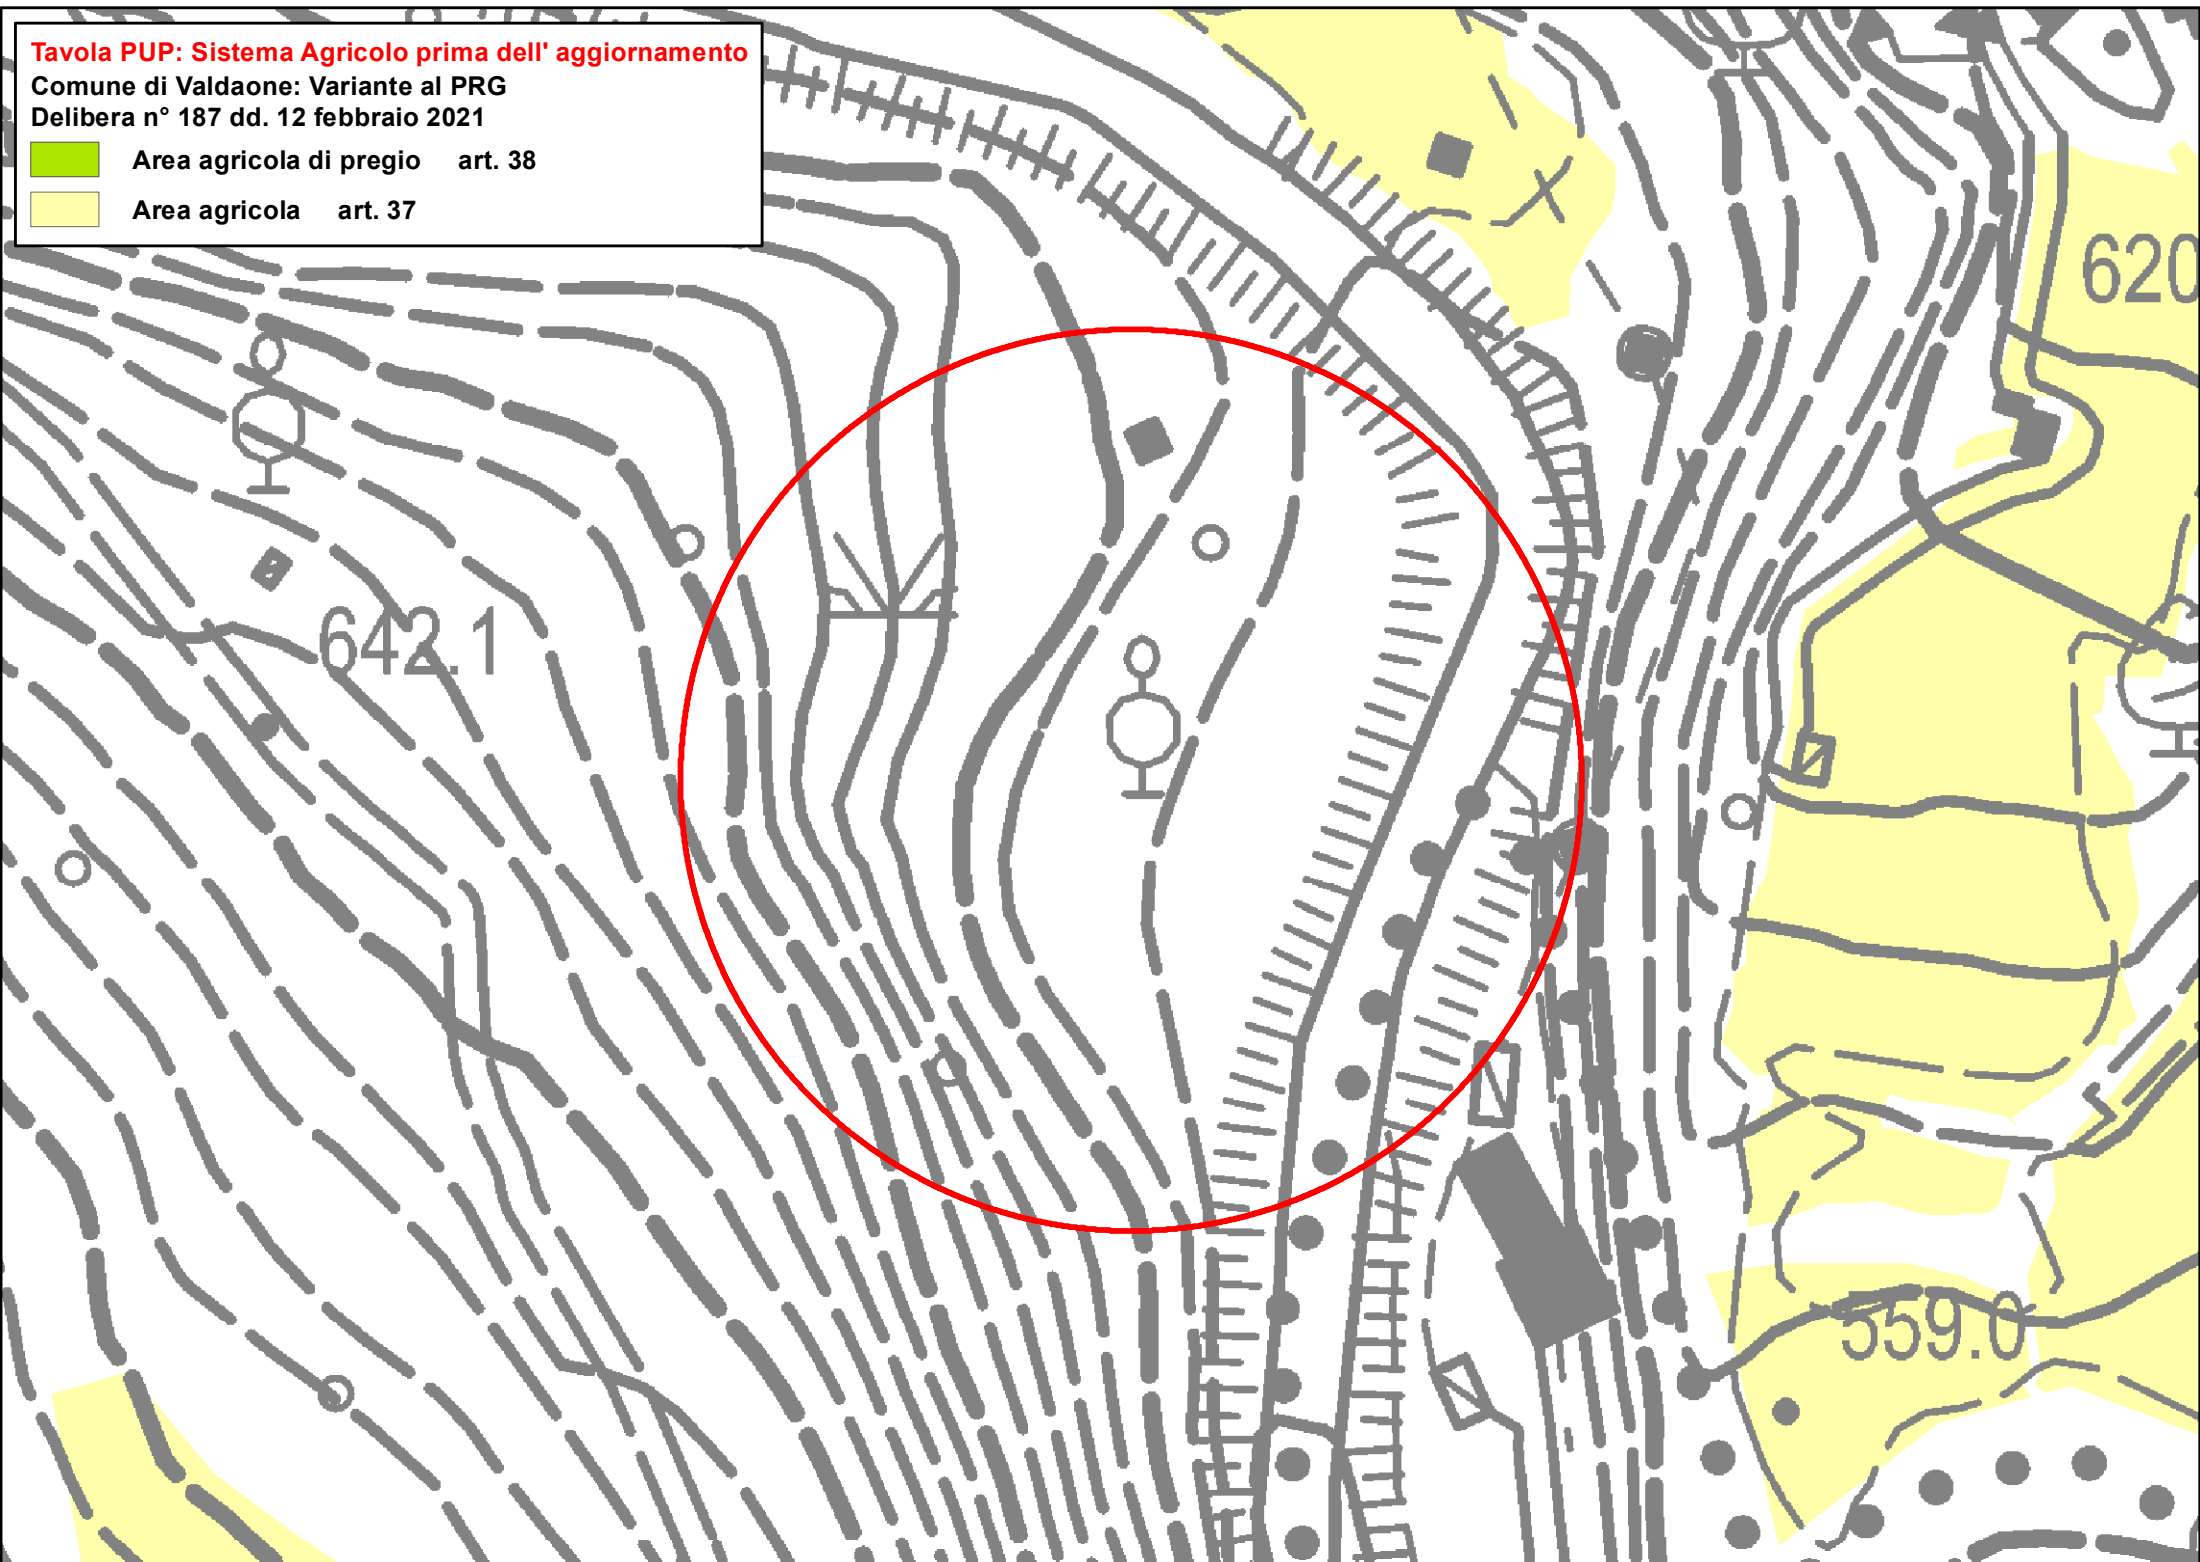 Tavola PUP: Sistema Agricolo prima dell' aggiornamento
Comune di Valdaone: Variante al PRG
Delibera n° 187 dd. 12 febbraio 2021
Area agricola di pregio art. 38
Area agricola art. 37
620
642.1
559.0